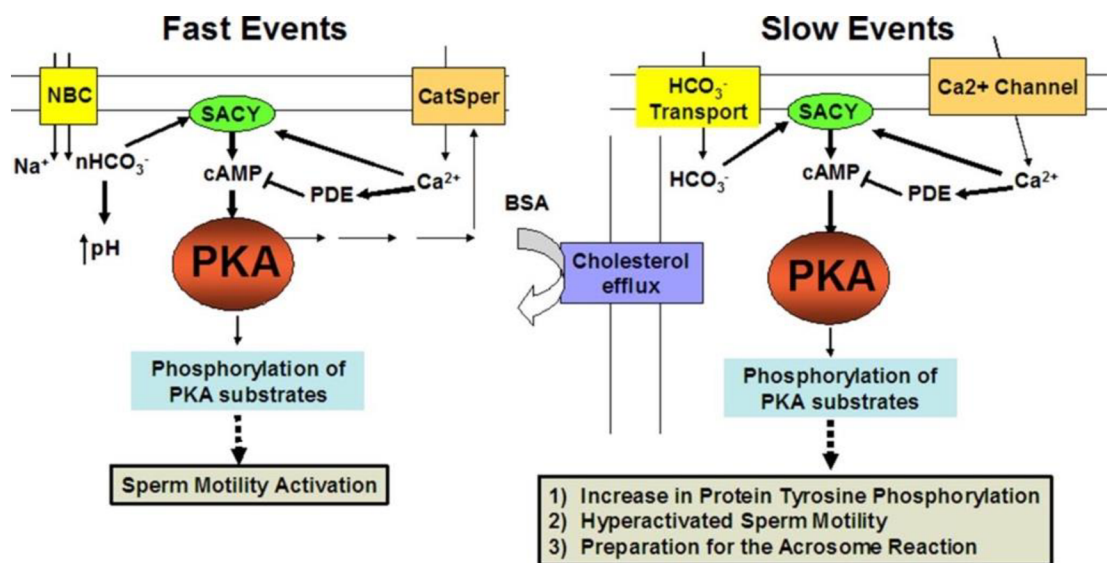 Fast Events
NBC
SACY
CatSper
Na⁺
nHCO₃⁻
cAMP
PDE
Ca²⁺
↑pH
PKA
Phosphorylation of
PKA substrates
Sperm Motility Activation
BSA
Cholesterol
efflux
Slow Events
HCO₃⁻
Transport
SACY
Ca2+ Channel
HCO₃⁻
cAMP
PDE
Ca²⁺
PKA
Phosphorylation of
PKA substrates
1) Increase in Protein Tyrosine Phosphorylation
2) Hyperactivated Sperm Motility
3) Preparation for the Acrosome Reaction